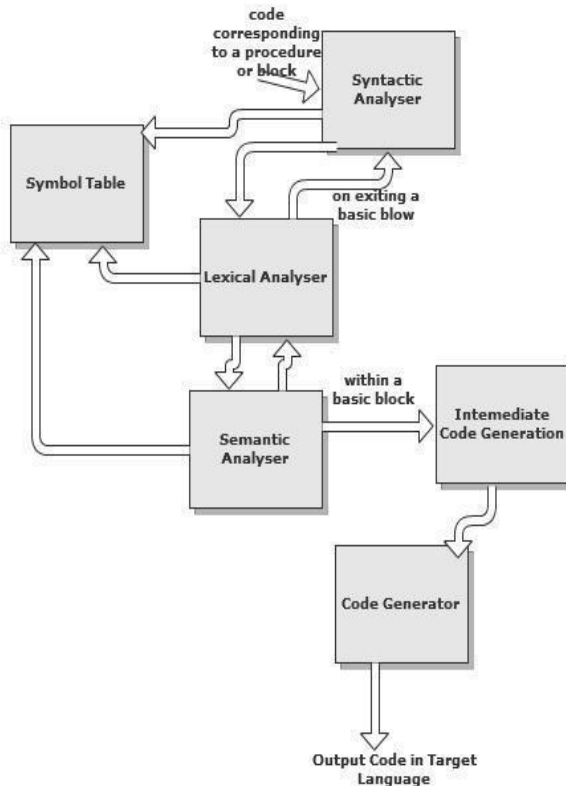 code
corresponding
to a procedure
or block
Syntactic
Analyser
Symbol Table
on exiting a
basic blow
Lexical Analyser
within a
basic block
Intemediate
Code Generation
Semantic
Analyser
Code Generator
Output Code in Target
Language